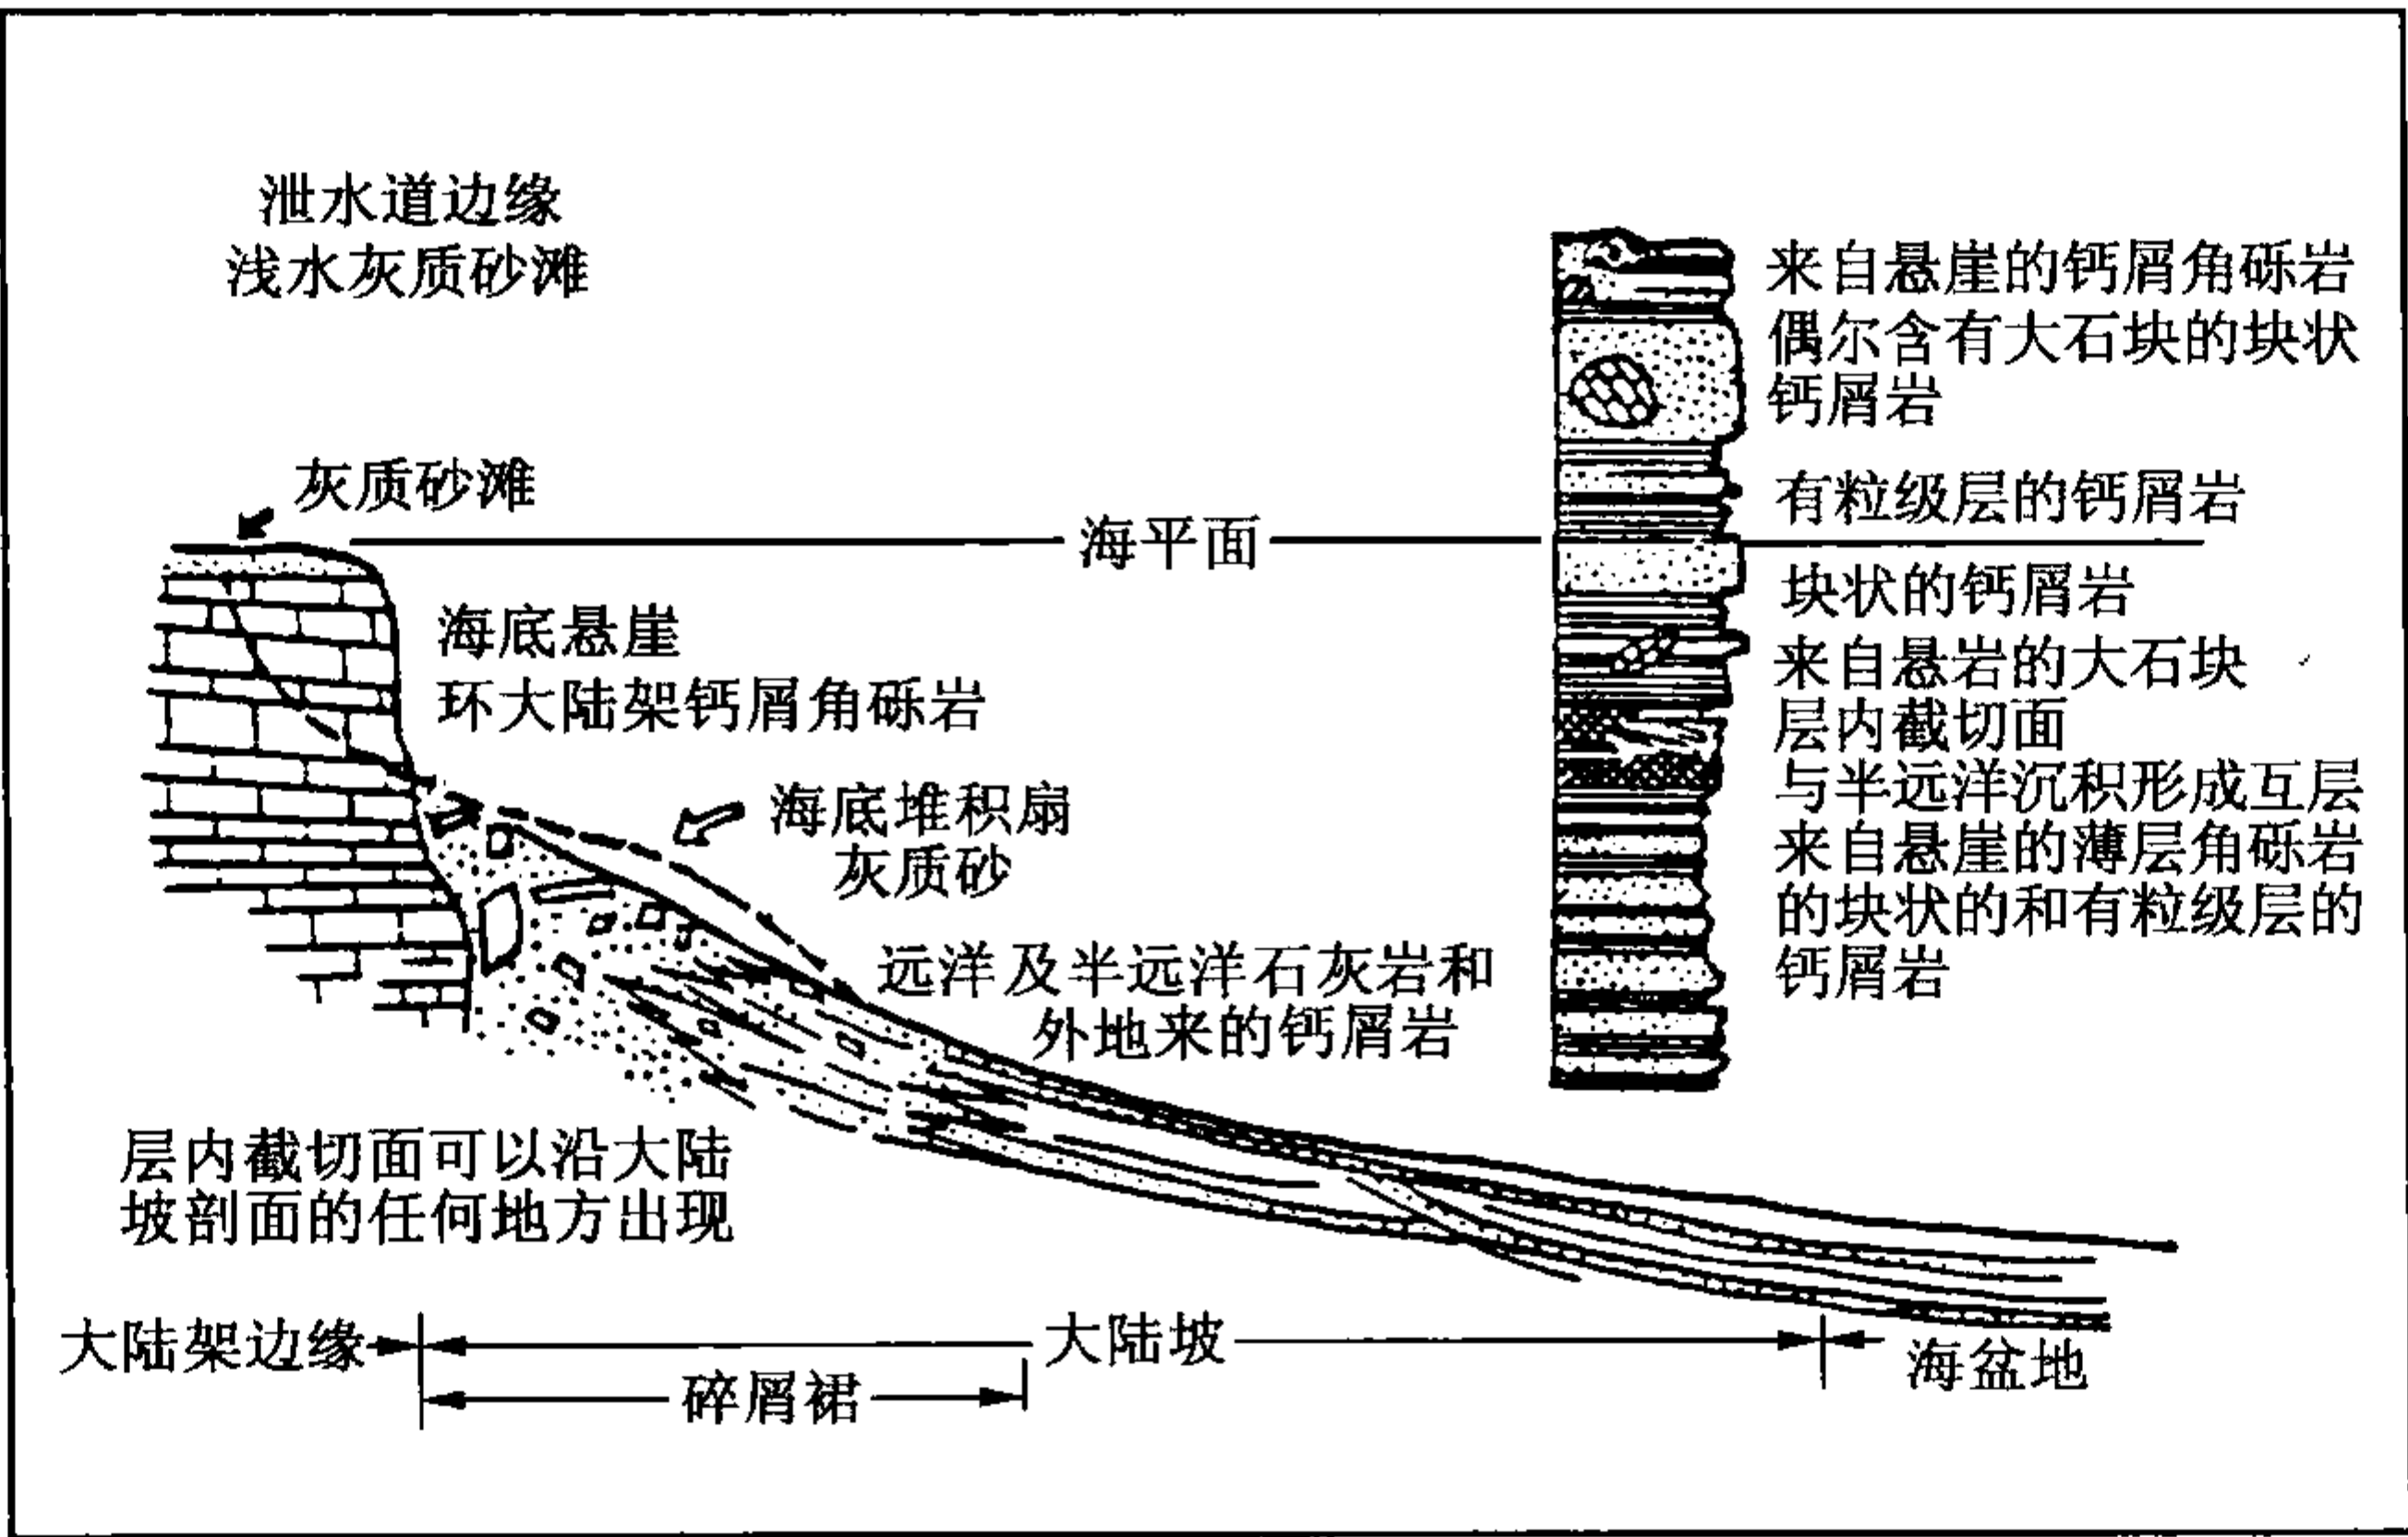 泄水道边缘
浅水灰质砂滩
灰质砂滩
海平面
海底悬崖
环大陆架钙屑角砾岩
海底堆积扇
灰质砂
远洋及半远洋石灰岩和
外地来的钙屑岩
来自悬崖的钙屑角砾岩
偶尔含有大石块的块状
钙屑岩
有粒级层的钙屑岩
块状的钙屑岩
来自悬岩的大石块
层内截切面
与半远洋沉积形成互层
来自悬崖的薄层角砾岩
的块状的和有粒级层的
钙屑岩
层内截切面可以沿大陆
坡剖面的任何地方出现
大陆架边缘
大陆坡
海盆地
碎屑裙